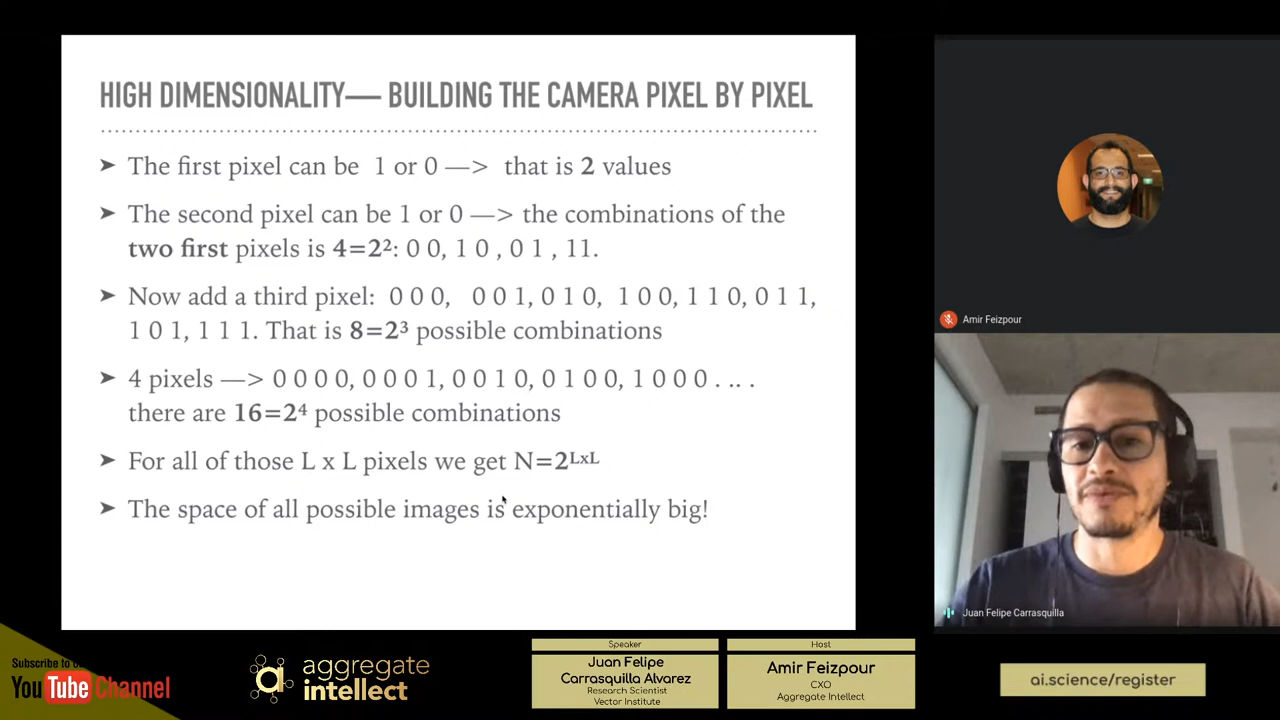 HIGH DIMENSIONALITY— BUILDING THE CAMERA PIXEL BY PIXEL
➤ The first pixel can be 1 or 0 —> that is 2 values
➤ The second pixel can be 1 or 0 —> the combinations of the
two first pixels is 4=2²: 0 0, 1 0 , 0 1 , 11.
➤ Now add a third pixel: 0 0 0, 0 0 1, 0 1 0, 1 0 0, 1 1 0, 0 1 1,
1 0 1, 1 1 1. That is 8=2³ possible combinations
➤ 4 pixels —> 0 0 0 0, 0 0 0 1, 0 0 1 0, 0 1 0 0, 1 0 0 0 . .. .
there are 16=2⁴ possible combinations
➤ For all of those L x L pixels we get N=2ᴸˣᴸ
➤ The space of all possible images is exponentially big!
Amir Feizpour
Juan Felipe Carrasquilla
Subscribe to
YouTube Channel
ai aggregate
intellect
Speaker
Juan Felipe
Carrasquilla Alvarez
Research Scientist
Vector Institute
Host
Amir Feizpour
CXO
Aggregate Intellect
ai.science/register